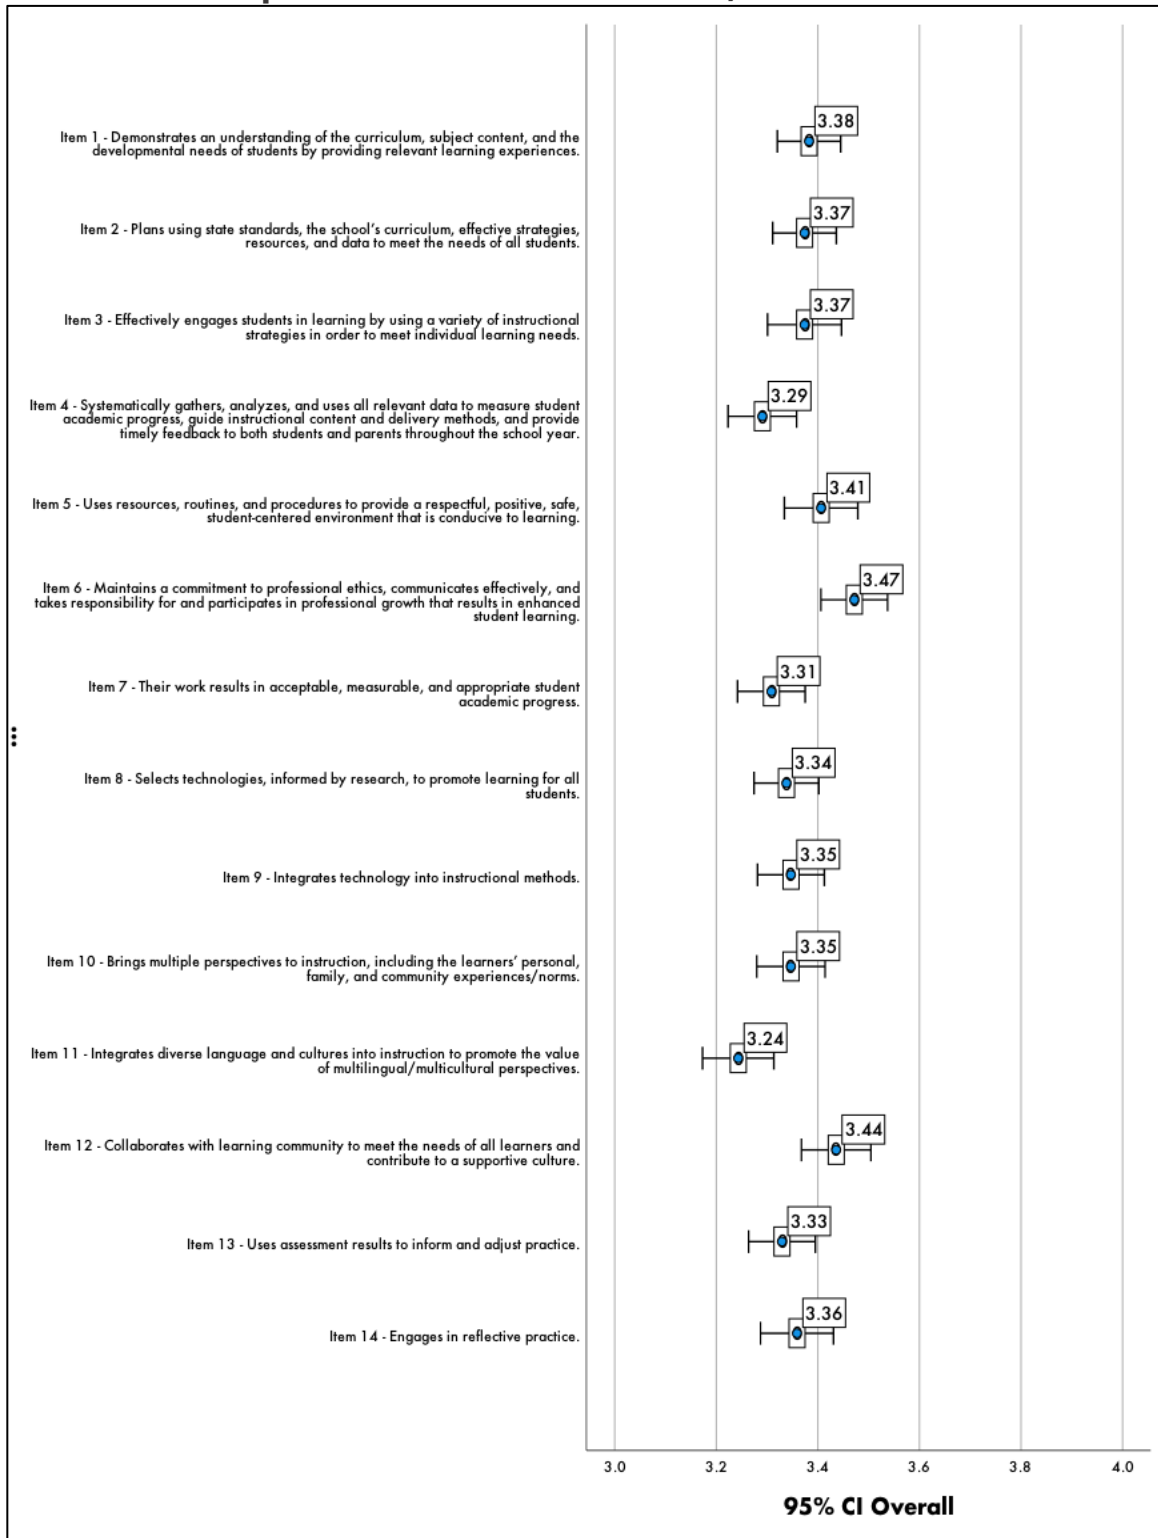 Item 1 - Demonstrates an understanding of the curriculum, subject content, and the
developmental needs of students by providing relevant learning experiences.
3.38
Item 2 - Plans using state standards, the school's curriculum, effective strategies,
resources, and data to meet the needs of all students.
3.37
Item 3 - Effectively engages students in learning by using a variety of instructional
strategies in order to meet individual learning needs.
3.37
Item 4 - Systematically gathers, analyzes, and uses all relevant data to measure student
academic progress, guide instructional content and delivery methods, and provide
timely feedback to both students and parents throughout the school year.
3.29
Item 5 - Uses resources, routines, and procedures to provide a respectful, positive, safe,
student-centered environment that is conducive to learning.
3.41
Item 6 - Maintains a commitment to professional ethics, communicates effectively, and
takes responsibility for and participates in professional growth that results in enhanced
student learning.
3.47
Item 7 - Their work results in acceptable, measurable, and appropriate student
academic progress.
3.31
Item 8 - Selects technologies, informed by research, to promote learning for all
students.
3.34
Item 9 - Integrates technology into instructional methods.
3.35
Item 10 - Brings multiple perspectives to instruction, including the learners' personal,
family, and community experiences/norms.
3.35
Item 11 - Integrates diverse language and cultures into instruction to promote the value
of multilingual/multicultural perspectives.
3.24
Item 12 - Collaborates with learning community to meet the needs of all learners and
contribute to a supportive culture.
3.44
Item 13 - Uses assessment results to inform and adjust practice.
3.33
Item 14 - Engages in reflective practice.
3.36
3.0 3.2 3.4 3.6 3.8 4.0
95% CI Overall